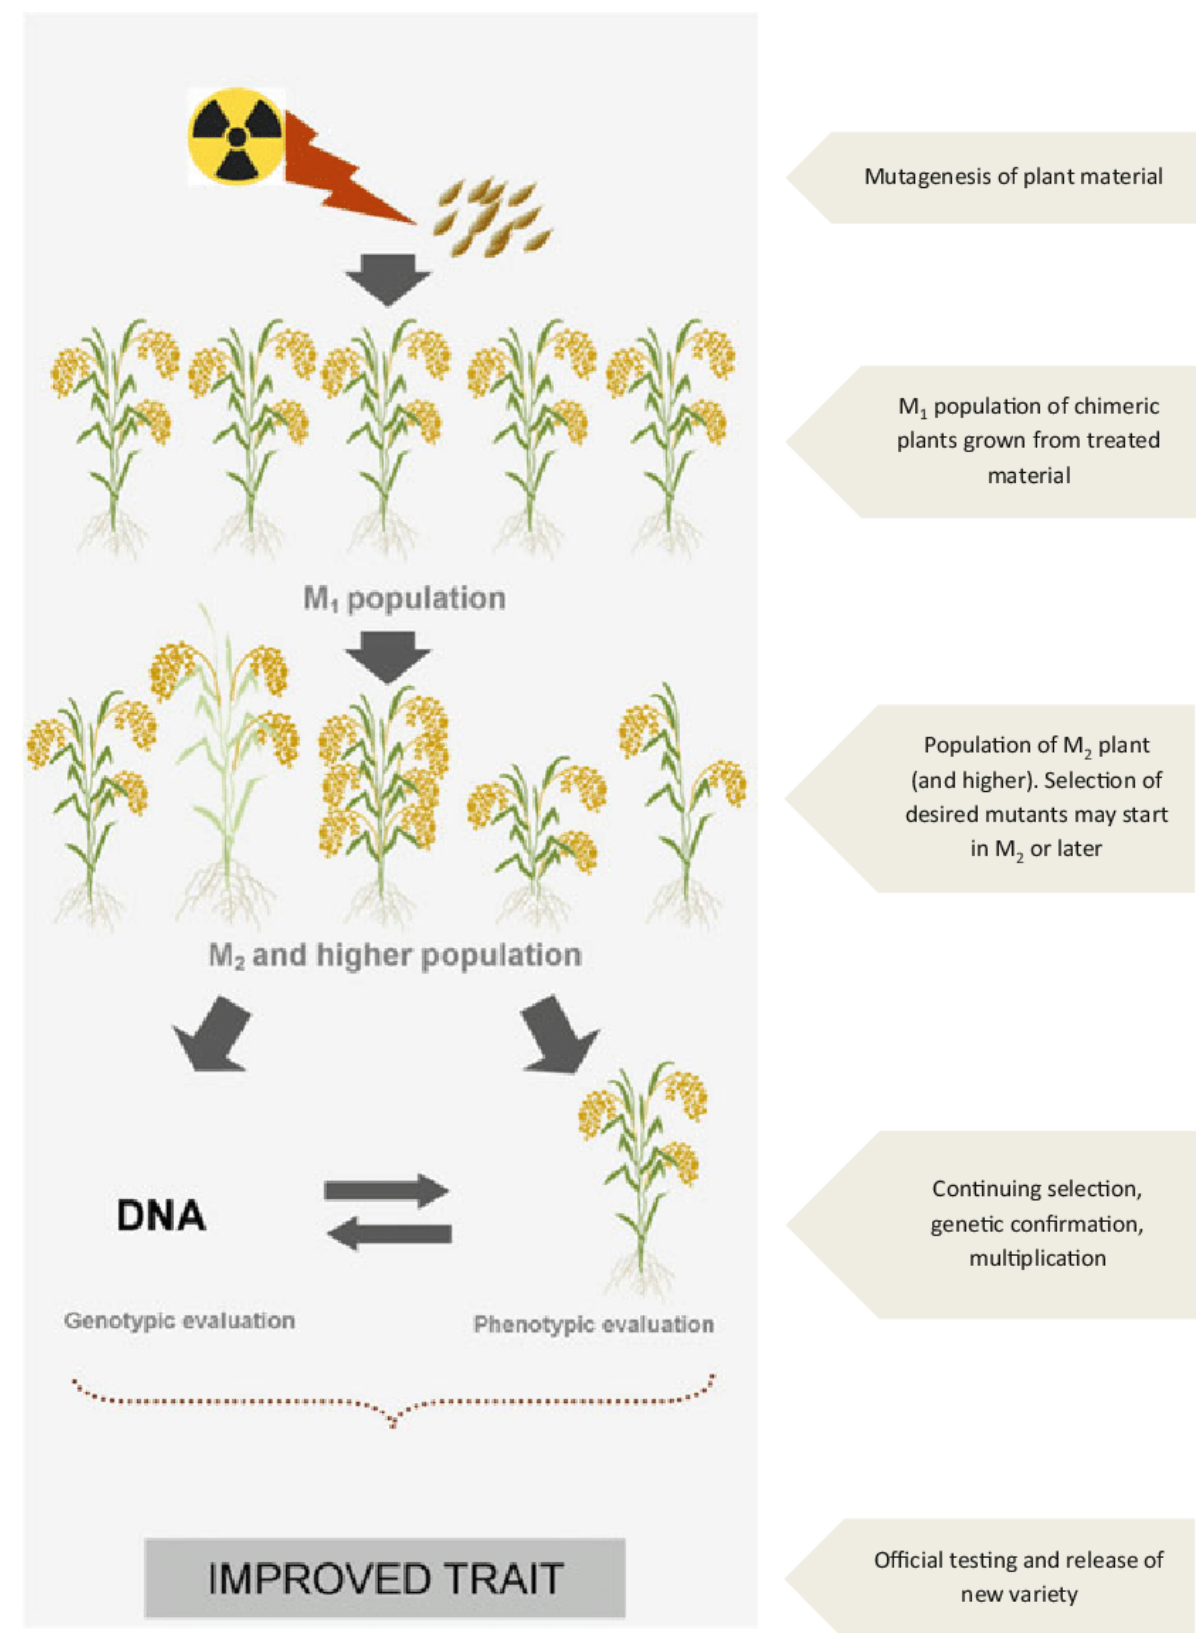 Mutagenesis of plant material
M₁ population of chimeric
plants grown from treated
material
M₁ population
Population of M₂ plant
(and higher). Selection of
desired mutants may start
in M₂ or later
M₂ and higher population
DNA
Genotypic evaluation
Phenotypic evaluation
Continuing selection,
genetic confirmation,
multiplication
IMPROVED TRAIT
Official testing and release of
new variety